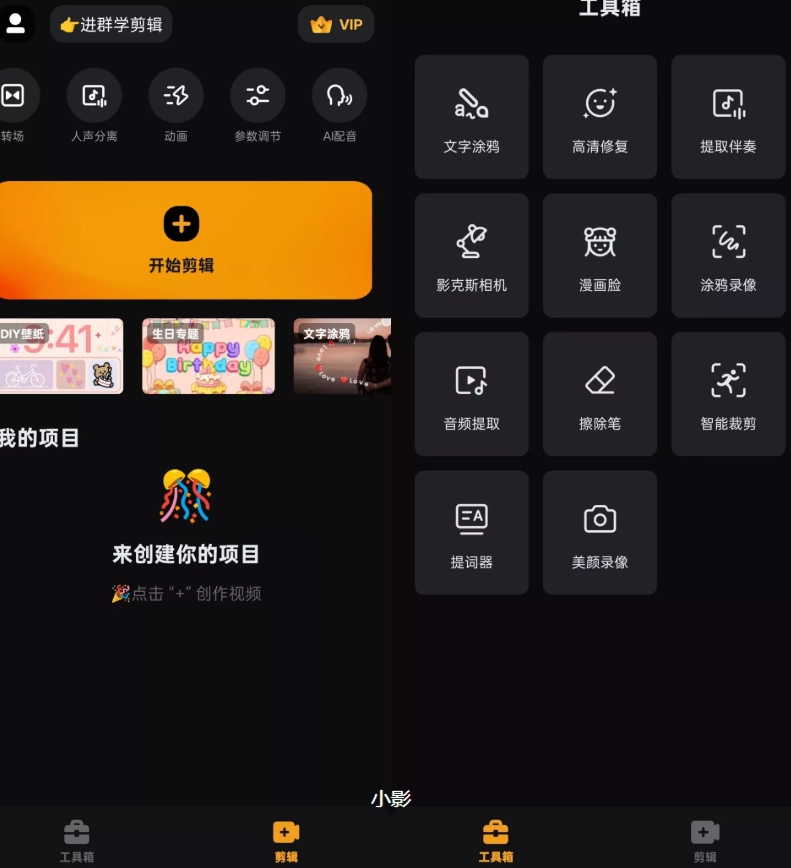 👉进群学剪辑
VIP
转场
人声分离
动画
参数调节
AI配音
开始剪辑
DIY壁纸
9:41
生日专题
Happy
Birthday
文字涂鸦
我的项目
来创建你的项目
🎉点击 “+” 创作视频
工具箱
剪辑
工具箱
文字涂鸦
高清修复
提取伴奏
影克斯相机
漫画脸
涂鸦录像
音频提取
擦除笔
智能裁剪
提词器
美颜录像
工具箱
剪辑
小影